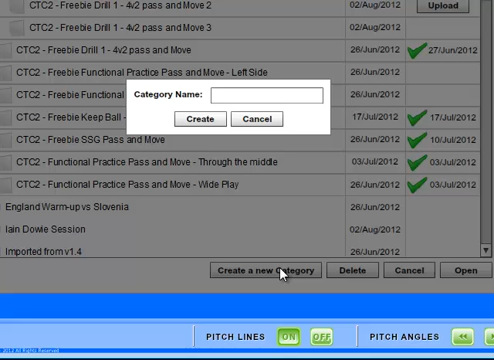 CTC2 - Freebie Drill 1 - 4v2 pass and Move 2 02/Aug/2012 Upload
CTC2 - Freebie Drill 1 - 4v2 pass and Move 3 02/Aug/2012
CTC2 - Freebie Drill 1 - 4v2 pass and Move 26/Jun/2012 27/Jun/2012
CTC2 - Freebie Functional Practice Pass and Move - Left Side 26/Jun/2012
CTC2 - Freebie Functional 26/Jun/2012
Category Name:
CTC2 - Freebie Keep Ball - 17/Jul/2012 17/Jul/2012
Create Cancel
CTC2 - Freebie SSG Pass and Move 26/Jun/2012 10/Jul/2012
CTC2 - Functional Practice Pass and Move - Through the middle 03/Jul/2012 03/Jul/2012
CTC2 - Functional Practice Pass and Move - Wide Play 26/Jun/2012 03/Jul/2012
England Warm-up vs Slovenia 26/Jun/2012
Iain Dowie Session 02/Aug/2012
Imported from v1.4 26/Jun/2012
Create a new Category Delete Cancel Open
PITCH LINES ON OFF PITCH ANGLES
2012 All Rights Reserved